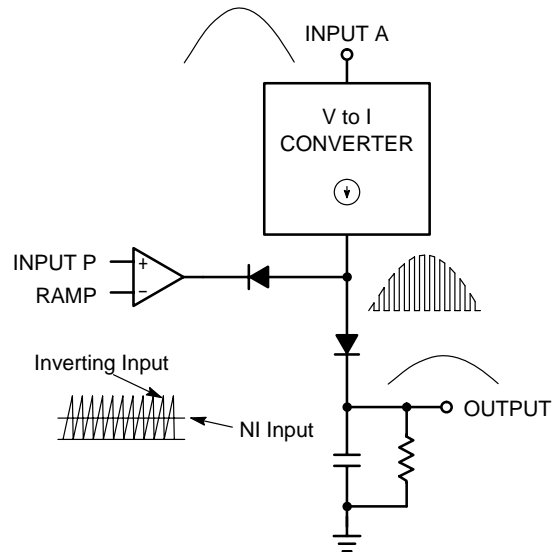 INPUT A
V to I
CONVERTER
INPUT P
+
RAMP
−
Inverting Input
NI Input
OUTPUT